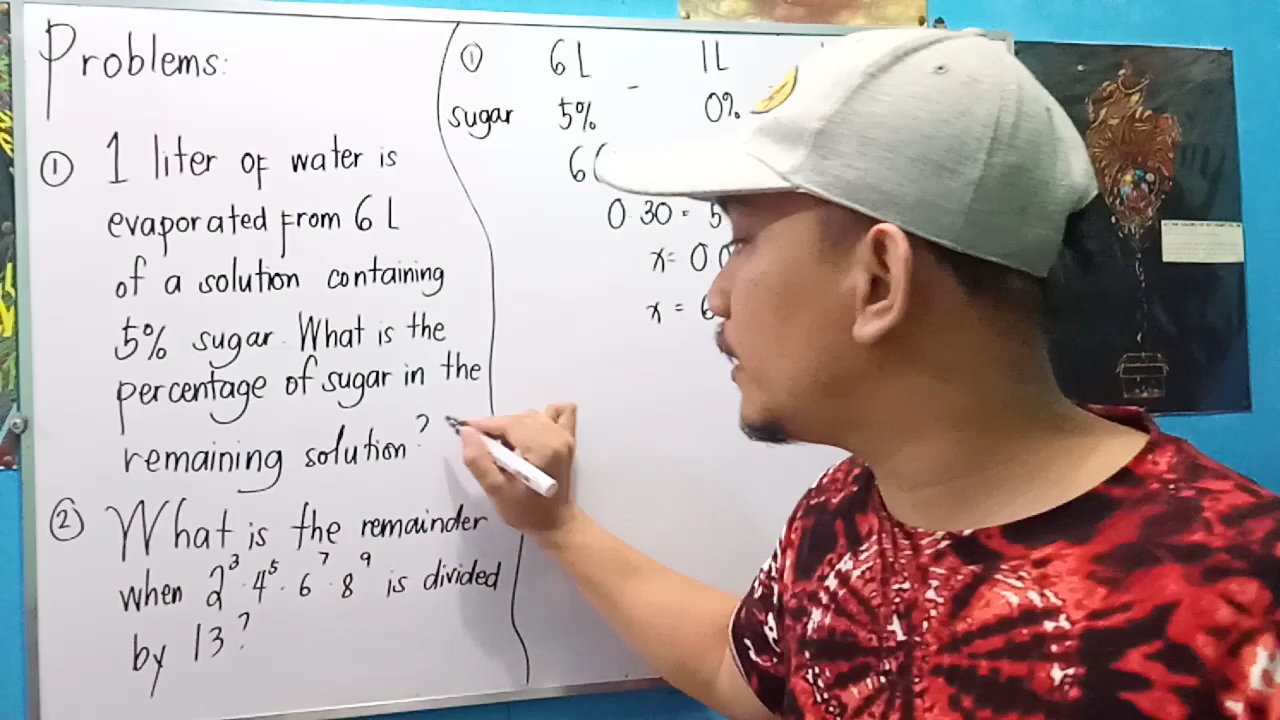 Problems:
① 1 liter of water is
evaporated from 6 L
of a solution containing
5% sugar. What is the
percentage of sugar in the
remaining solution?
② What is the remainder
when 2³·4⁵·6⁷·8⁹ is divided
by 13?
① 6L - 1L
sugar 5% 0%
6(
0.30 = 5
x = 0.0
x = 6